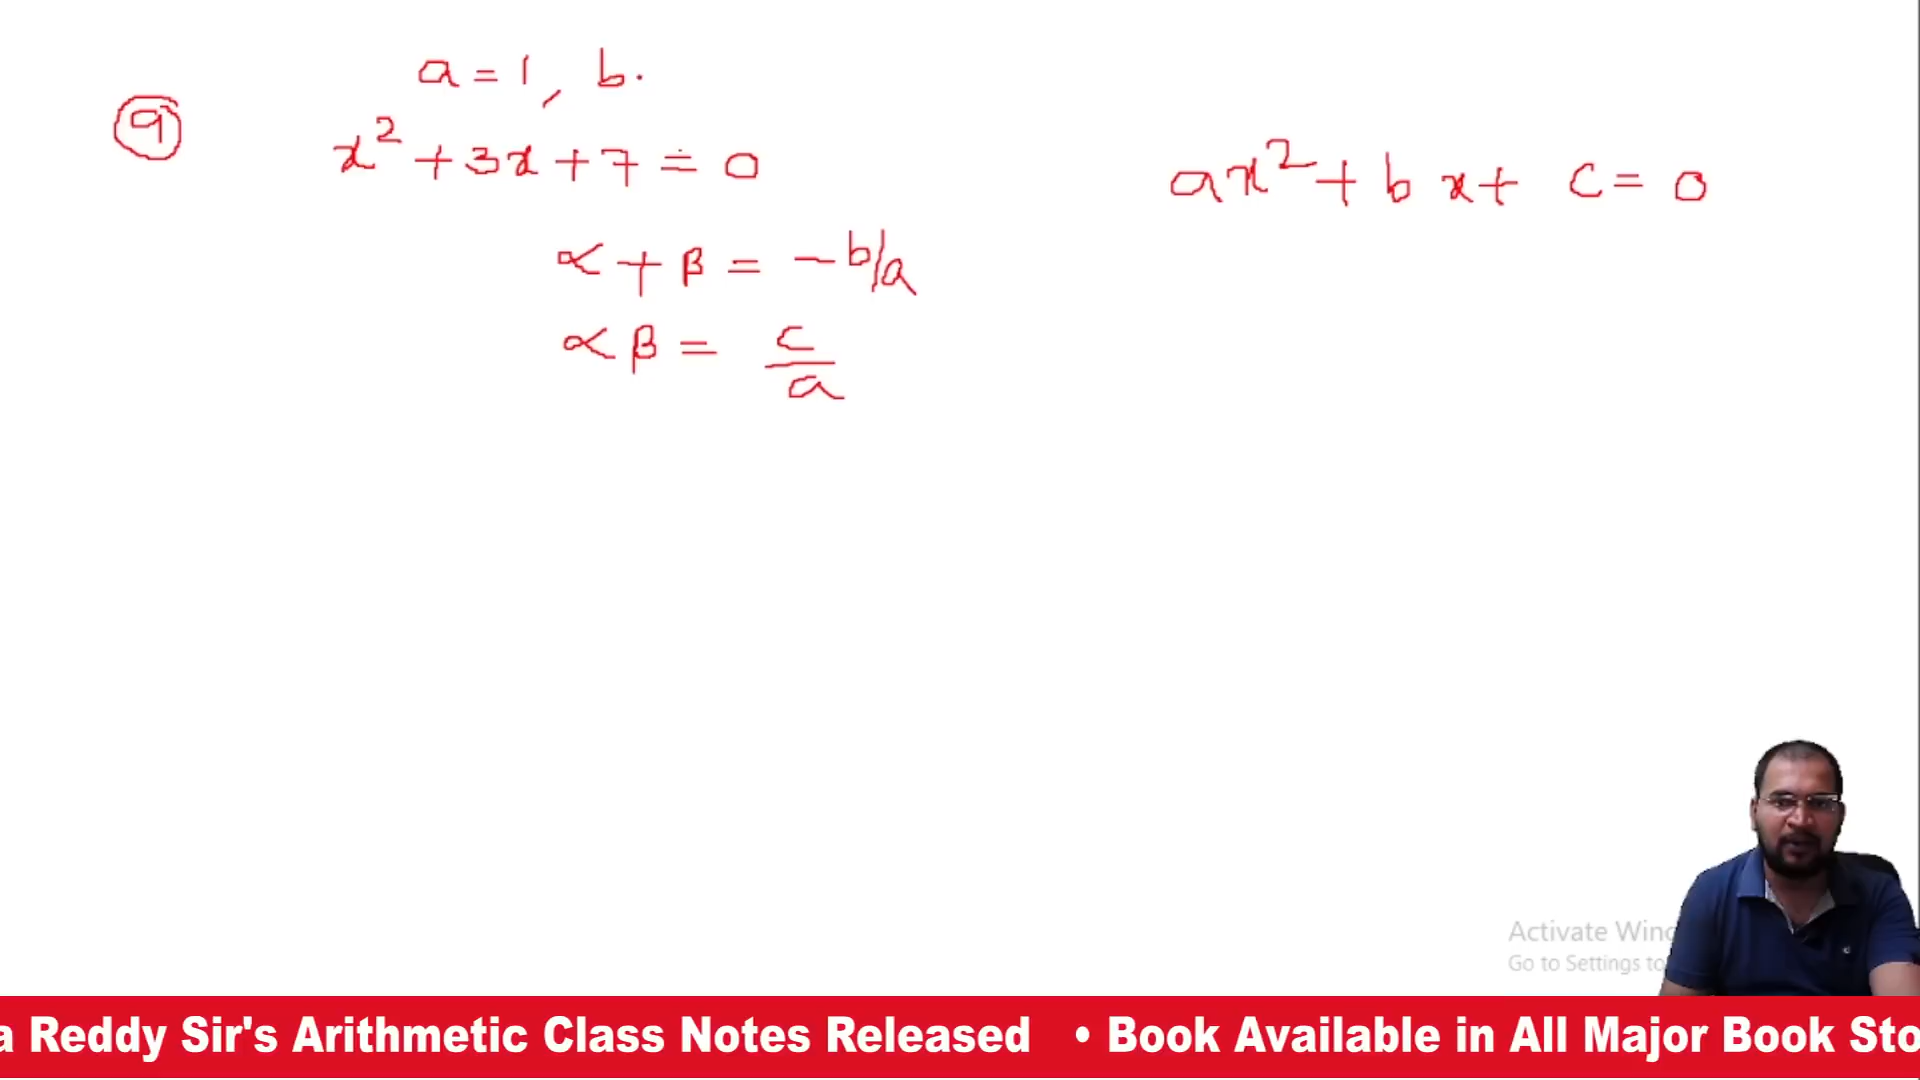 a = 1, b.
9
x² + 3x + 7 = 0
ax² + bx + c = 0
α + β = -b/a
αβ = c/a
Activate Wind
Go to Settings to
a Reddy Sir's Arithmetic Class Notes Released • Book Available in All Major Book Sto